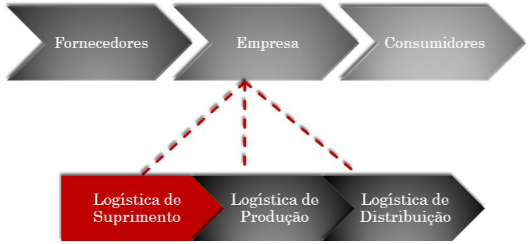 Fornecedores
Empresa
Consumidores
Logística de
Suprimento
Logística de
Produção
Logística de
Distribuição